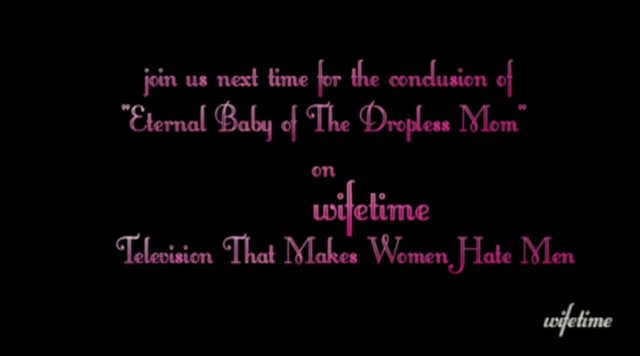 join us next time for the conclusion of
"Eternal Baby of The Dropless Mom"
on
wifetime
Television That Makes Women Hate Men
wifetime